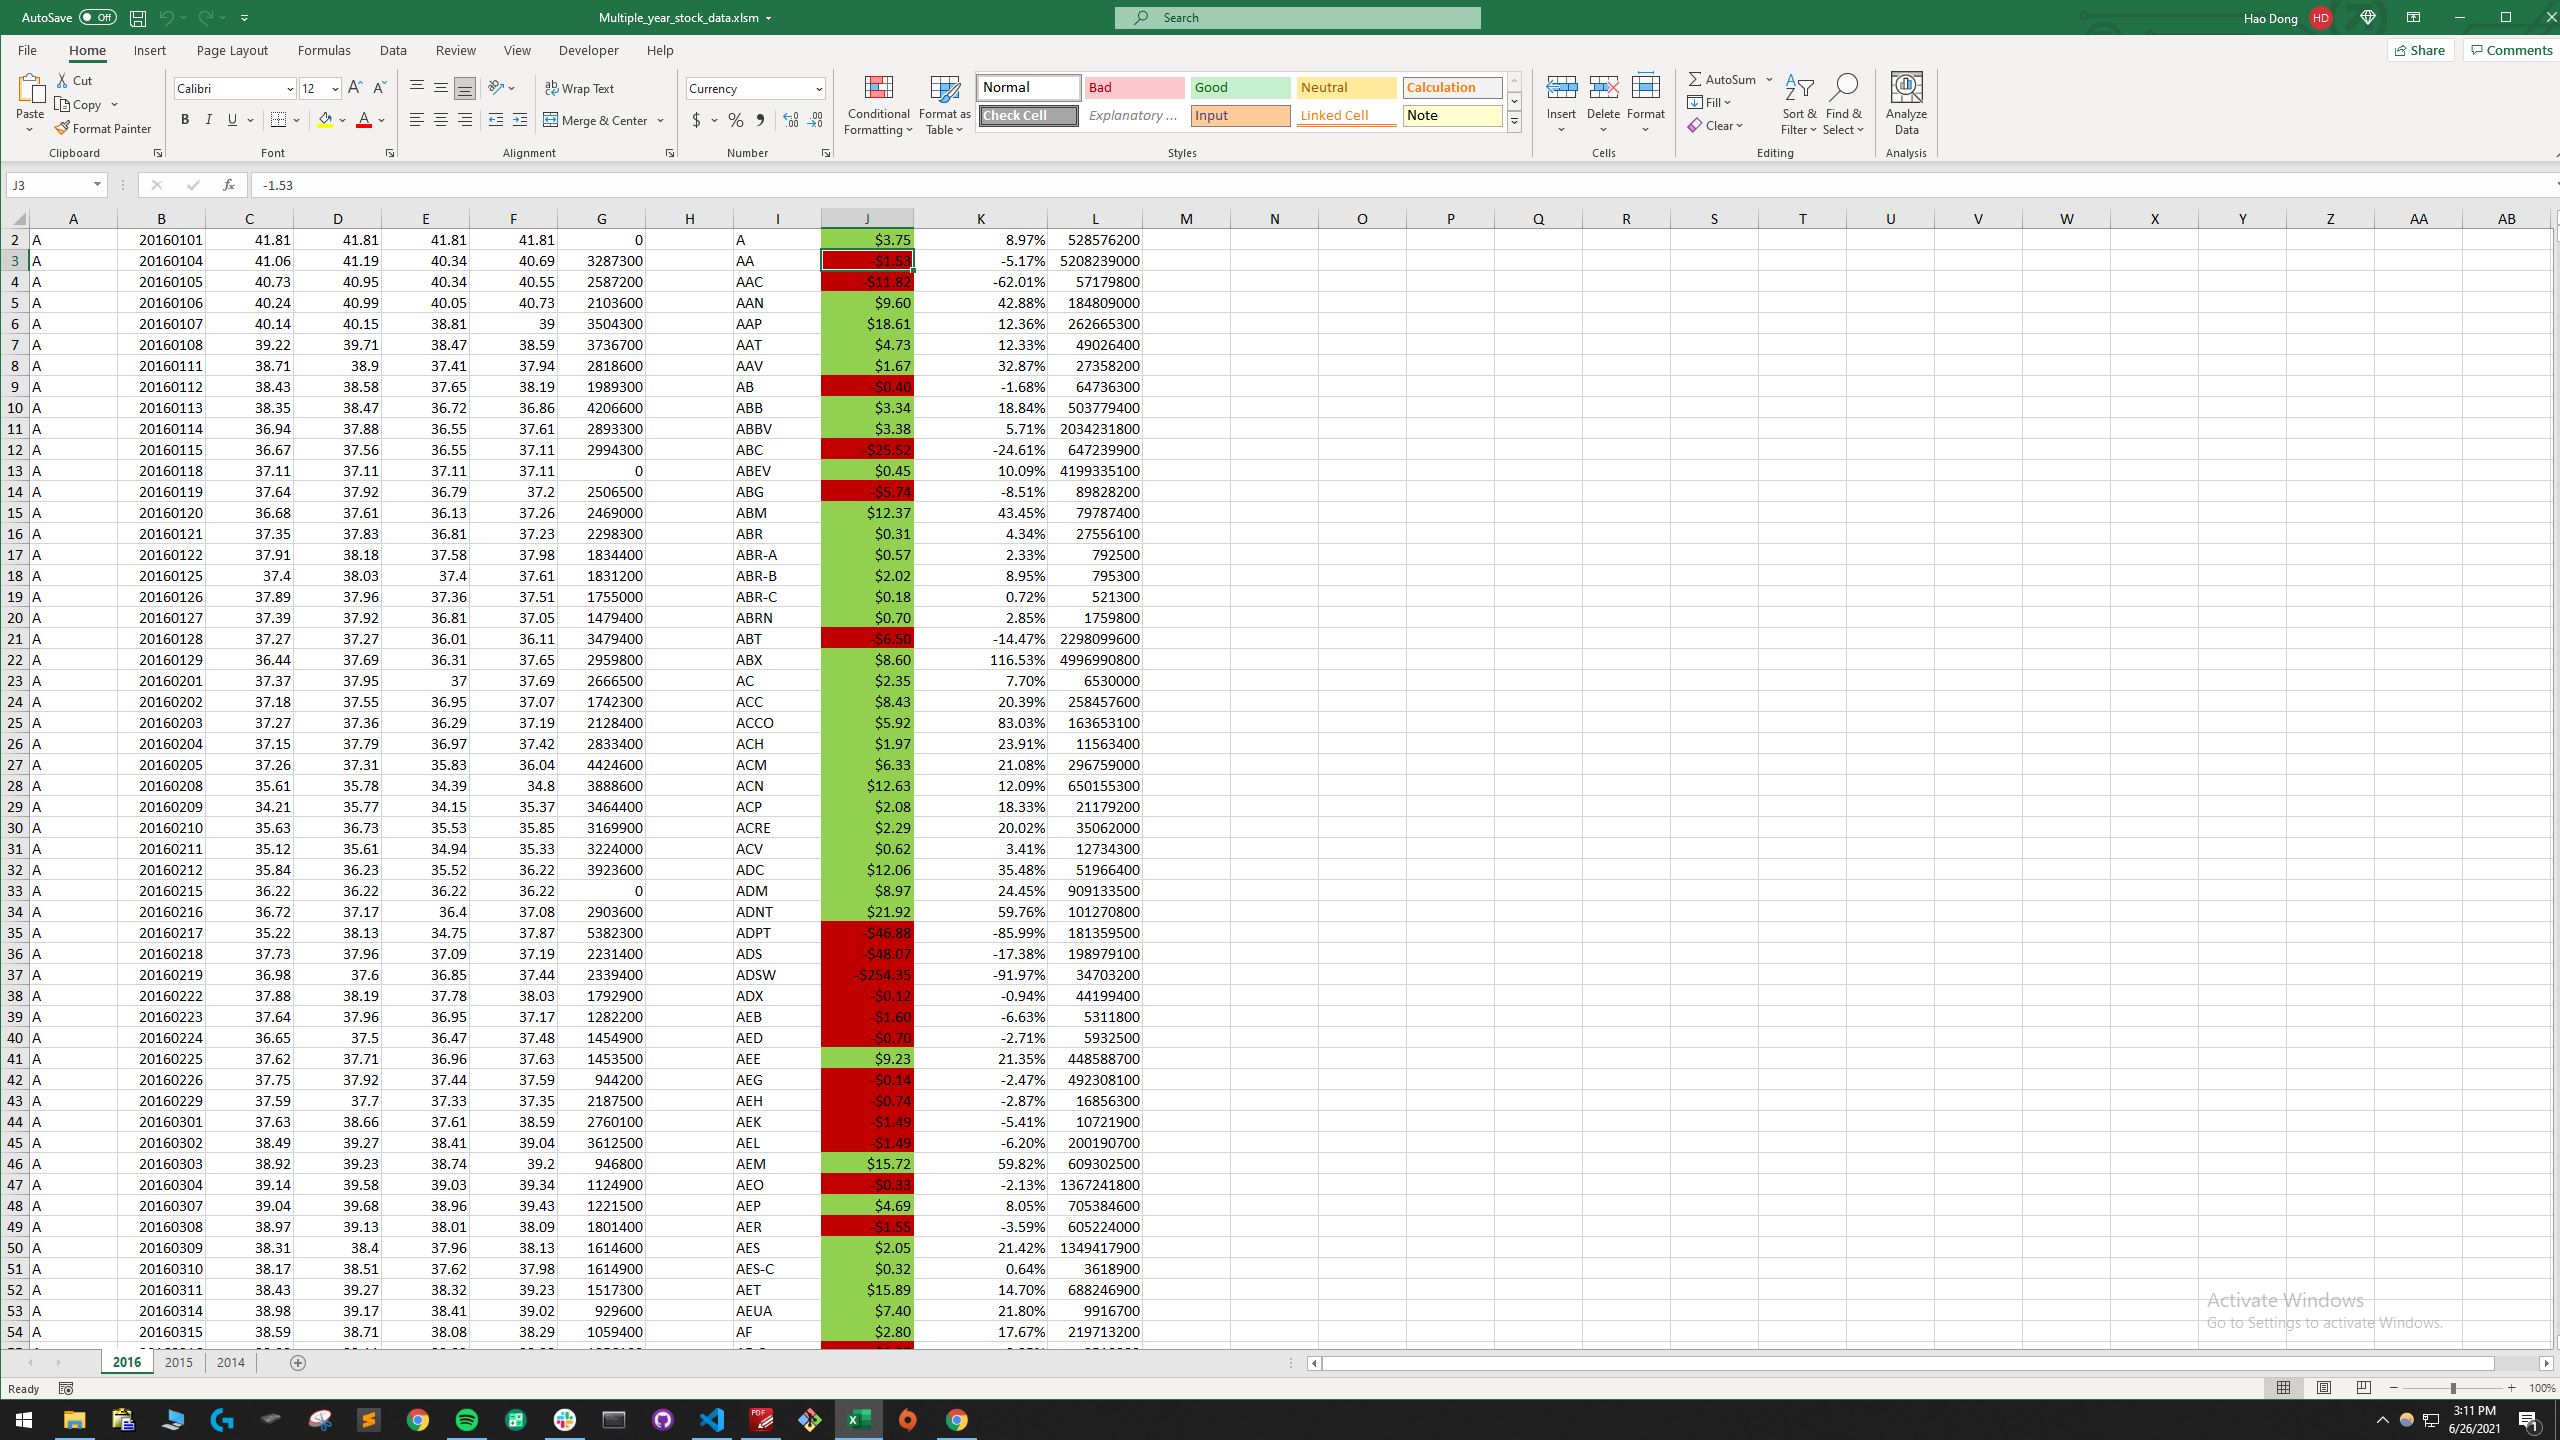 AutoSave Off Multiple_year_stock_data.xlsm Search Hao Dong HD
File Home Insert Page Layout Formulas Data Review View Developer Help Share Comments
Paste Cut Copy Format Painter Clipboard
Calibri 12 B I U A Font
Wrap Text Merge & Center Alignment
Currency $ % Number
Conditional Formatting Format as Table
Normal Bad Good Neutral Calculation
Check Cell Explanatory ... Input Linked Cell Note
Styles
Insert Delete Format Cells
AutoSum Fill Clear Sort & Filter Find & Select Editing
Analyze Data Analysis
J3 fx -1.53
A B C D E F G H I J K L M N O P Q R S T U V W X Y Z AA AB
2 A 20160101 41.81 41.81 41.81 41.81 0 A $3.75 8.97% 528576200
3 A 20160104 41.06 41.19 40.34 40.69 3287300 AA -$1.53 -5.17% 5208239000
4 A 20160105 40.73 40.95 40.34 40.55 2587200 AAC -$11.82 -62.01% 57179800
5 A 20160106 40.24 40.99 40.05 40.73 2103600 AAN $9.60 42.88% 184809000
6 A 20160107 40.14 40.15 38.81 39 3504300 AAP $18.61 12.36% 262665300
7 A 20160108 39.22 39.71 38.47 38.59 3736700 AAT $4.73 12.33% 49026400
8 A 20160111 38.71 38.9 37.41 37.94 2818600 AAV $1.67 32.87% 27358200
9 A 20160112 38.43 38.58 37.65 38.19 1989300 AB -$0.40 -1.68% 64736300
10 A 20160113 38.35 38.47 36.72 36.86 4206600 ABB $3.34 18.84% 503779400
11 A 20160114 36.94 37.88 36.55 37.61 2893300 ABBV $3.38 5.71% 2034231800
12 A 20160115 36.67 37.56 36.55 37.11 2994300 ABC -$25.52 -24.61% 647239900
13 A 20160118 37.11 37.11 37.11 37.11 0 ABEV $0.45 10.09% 4199335100
14 A 20160119 37.64 37.92 36.79 37.2 2506500 ABG -$5.74 -8.51% 89828200
15 A 20160120 36.68 37.61 36.13 37.26 2469000 ABM $12.37 43.45% 79787400
16 A 20160121 37.35 37.83 36.81 37.23 2298300 ABR $0.31 4.34% 27556100
17 A 20160122 37.91 38.18 37.58 37.98 1834400 ABR-A $0.57 2.33% 792500
18 A 20160125 37.4 38.03 37.4 37.61 1831200 ABR-B $2.02 8.95% 795300
19 A 20160126 37.89 37.96 37.36 37.51 1755000 ABR-C $0.18 0.72% 521300
20 A 20160127 37.39 37.92 36.81 37.05 1479400 ABRN $0.70 2.85% 1759800
21 A 20160128 37.27 37.27 36.01 36.11 3479400 ABT -$6.50 -14.47% 2298099600
22 A 20160129 36.44 37.69 36.31 37.65 2959800 ABX $8.60 116.53% 4996990800
23 A 20160201 37.37 37.95 37 37.69 2666500 AC $2.35 7.70% 6530000
24 A 20160202 37.18 37.55 36.95 37.07 1742300 ACC $8.43 20.39% 258457600
25 A 20160203 37.27 37.36 36.29 37.19 2128400 ACCO $5.92 83.03% 163653100
26 A 20160204 37.15 37.79 36.97 37.42 2833400 ACH $1.97 23.91% 11563400
27 A 20160205 37.26 37.31 35.83 36.04 4424600 ACM $6.33 21.08% 296759000
28 A 20160208 35.61 35.78 34.39 34.8 3888600 ACN $12.63 12.09% 650155300
29 A 20160209 34.21 35.77 34.15 35.37 3464400 ACP $2.08 18.33% 21179200
30 A 20160210 35.63 36.73 35.53 35.85 3169900 ACRE $2.29 20.02% 35062000
31 A 20160211 35.12 35.61 34.94 35.33 3224000 ACV $0.62 3.41% 12734300
32 A 20160212 35.84 36.23 35.52 36.22 3923600 ADC $12.06 35.48% 51966400
33 A 20160215 36.22 36.22 36.22 36.22 0 ADM $8.97 24.45% 909133500
34 A 20160216 36.72 37.17 36.4 37.08 2903600 ADNT $21.92 59.76% 101270800
35 A 20160217 35.22 38.13 34.75 37.87 5382300 ADPT -$46.88 -85.99% 181359500
36 A 20160218 37.73 37.96 37.09 37.19 2231400 ADS -$48.07 -17.38% 198979100
37 A 20160219 36.98 37.6 36.85 37.44 2339400 ADSW -$254.35 -91.97% 34703200
38 A 20160222 37.88 38.19 37.78 38.03 1792900 ADX -$0.12 -0.94% 44199400
39 A 20160223 37.64 37.96 36.95 37.17 1282200 AEB -$1.60 -6.63% 5311800
40 A 20160224 36.65 37.5 36.47 37.48 1454900 AED -$0.70 -2.71% 5932500
41 A 20160225 37.62 37.71 36.96 37.63 1453500 AEE $9.23 21.35% 448588700
42 A 20160226 37.75 37.92 37.44 37.59 944200 AEG -$0.14 -2.47% 492308100
43 A 20160229 37.59 37.7 37.33 37.35 2187500 AEH -$0.74 -2.87% 16856300
44 A 20160301 37.63 38.66 37.61 38.59 2760100 AEK -$1.49 -5.41% 10721900
45 A 20160302 38.49 39.27 38.41 39.04 3612500 AEL -$1.49 -6.20% 200190700
46 A 20160303 38.92 39.23 38.74 39.2 946800 AEM $15.72 59.82% 609302500
47 A 20160304 39.14 39.58 39.03 39.34 1124900 AEO -$0.33 -2.13% 1367241800
48 A 20160307 39.04 39.68 38.96 39.43 1221500 AEP $4.69 8.05% 705384600
49 A 20160308 38.97 39.13 38.01 38.09 1801400 AER -$1.55 -3.59% 605224000
50 A 20160309 38.31 38.4 37.96 38.13 1614600 AES $2.05 21.42% 1349417900
51 A 20160310 38.17 38.51 37.62 37.98 1614900 AES-C $0.32 0.64% 3618900
52 A 20160311 38.43 39.27 38.32 39.23 1517300 AET $15.89 14.70% 688246900
53 A 20160314 38.98 39.17 38.41 39.02 929600 AEUA $7.40 21.80% 9916700
54 A 20160315 38.59 38.71 38.08 38.29 1059400 AF $2.80 17.67% 219713200
Activate Windows
Go to Settings to activate Windows.
2016 2015 2014
Ready 100%
3:11 PM
6/26/2021